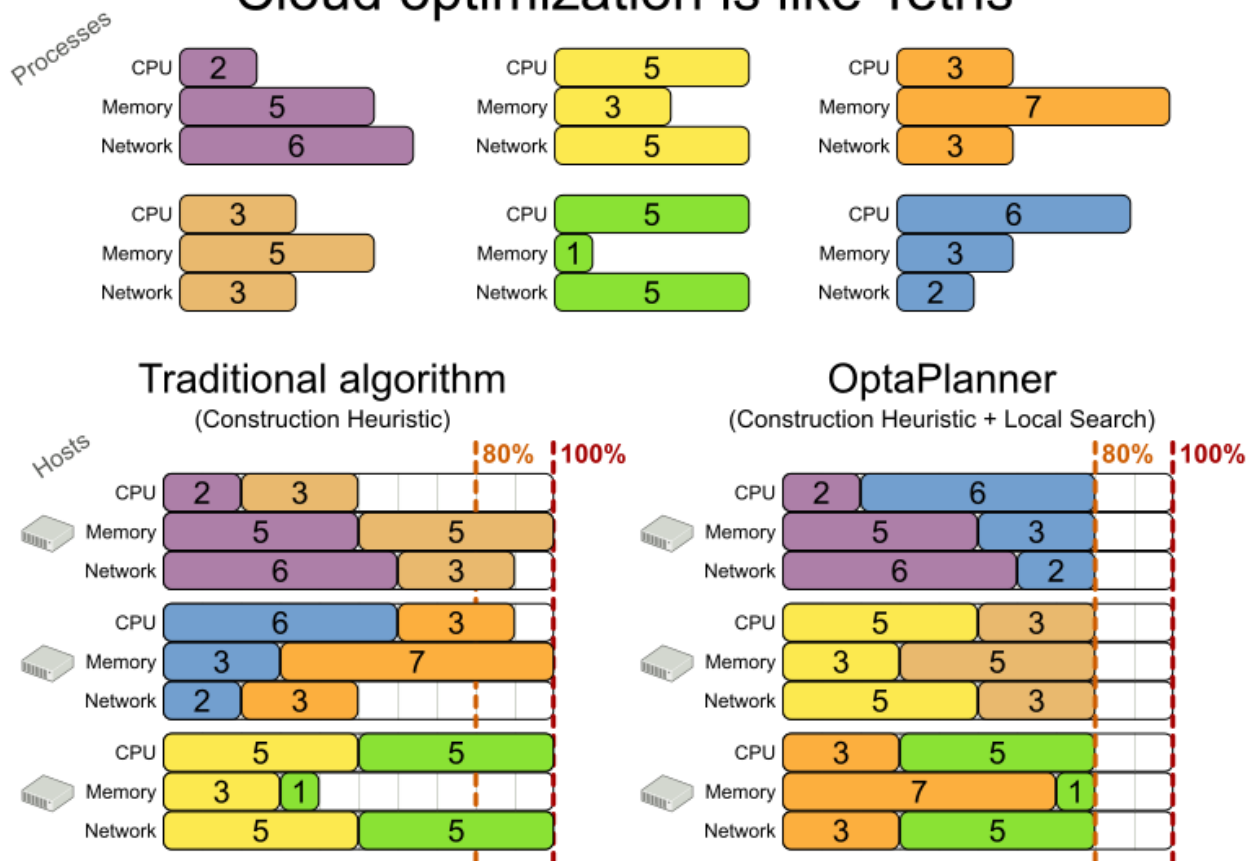 Cloud optimization is like Tetris
Processes
CPU 2
Memory 5
Network 6
CPU 5
Memory 3
Network 5
CPU 3
Memory 7
Network 3
CPU 3
Memory 5
Network 3
CPU 5
Memory 1
Network 5
CPU 6
Memory 3
Network 2
Traditional algorithm
(Construction Heuristic)
Hosts
80% 100%
CPU 2 3
Memory 5 5
Network 6 3
CPU 6 3
Memory 3 7
Network 2 3
CPU 5 5
Memory 3 1
Network 5 5
OptaPlanner
(Construction Heuristic + Local Search)
80% 100%
CPU 2 6
Memory 5 3
Network 6 2
CPU 5 3
Memory 3 5
Network 5 3
CPU 3 5
Memory 7 1
Network 3 5